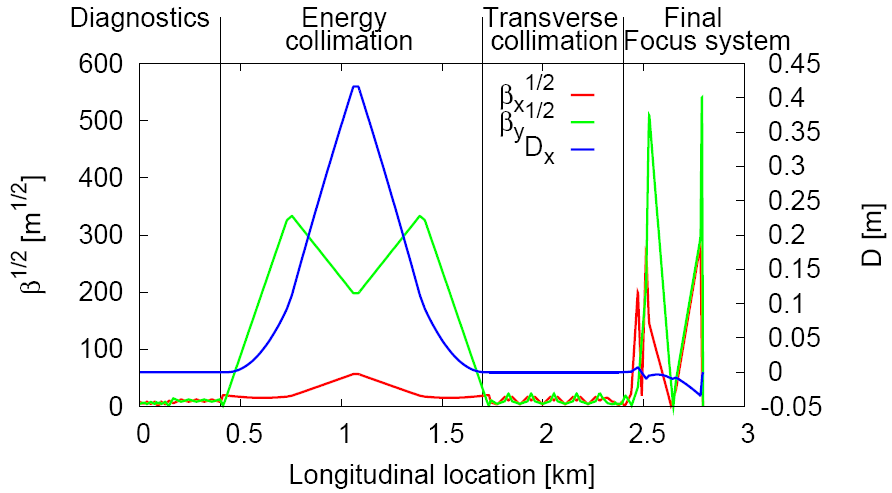 Diagnostics
Energy
collimation
Transverse
collimation
Final
Focus system
600
500
400
300
200
100
0
β^1/2 [m^1/2]
β_x^1/2
β_y^1/2
D_x
0.45
0.4
0.35
0.3
0.25
0.2
0.15
0.1
0.05
0
-0.05
D [m]
0 0.5 1 1.5 2 2.5 3
Longitudinal location [km]